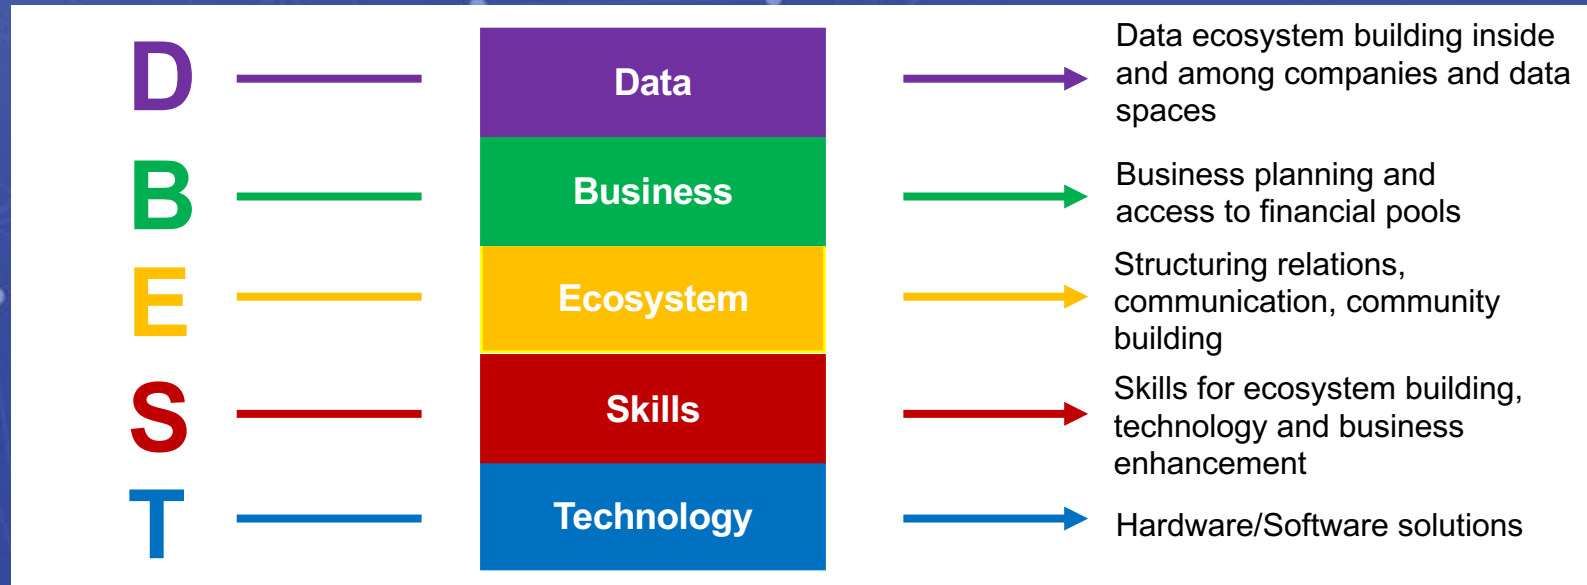 D
Data
Data ecosystem building inside
and among companies and data
spaces
B
Business
Business planning and
access to financial pools
E
Ecosystem
Structuring relations,
communication, community
building
S
Skills
Skills for ecosystem building,
technology and business
enhancement
T
Technology
Hardware/Software solutions